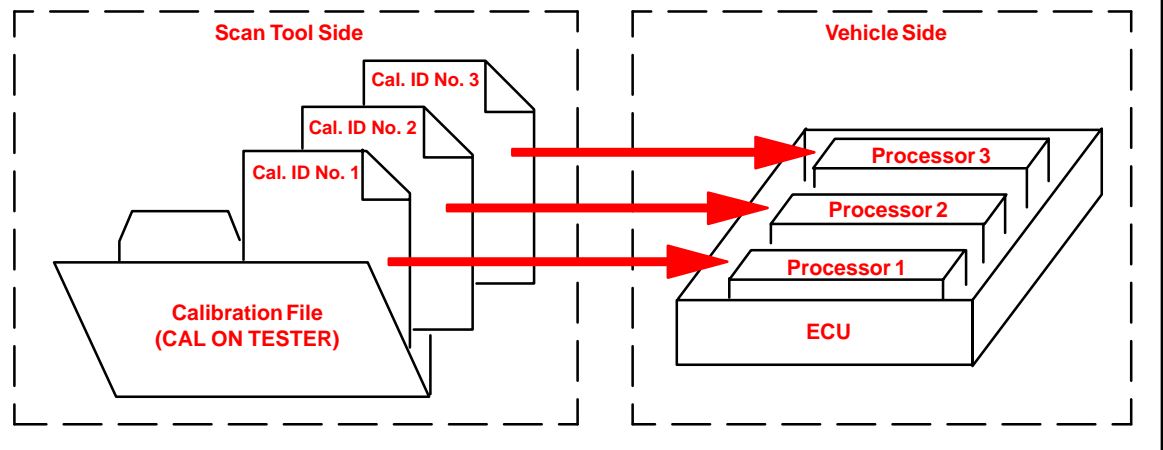 Scan Tool Side
Vehicle Side
Cal. ID No. 3
Cal. ID No. 2
Cal. ID No. 1
Calibration File
(CAL ON TESTER)
Processor 3
Processor 2
Processor 1
ECU